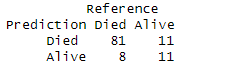 Reference
Prediction Died Alive
Died 81 11
Alive 8 11